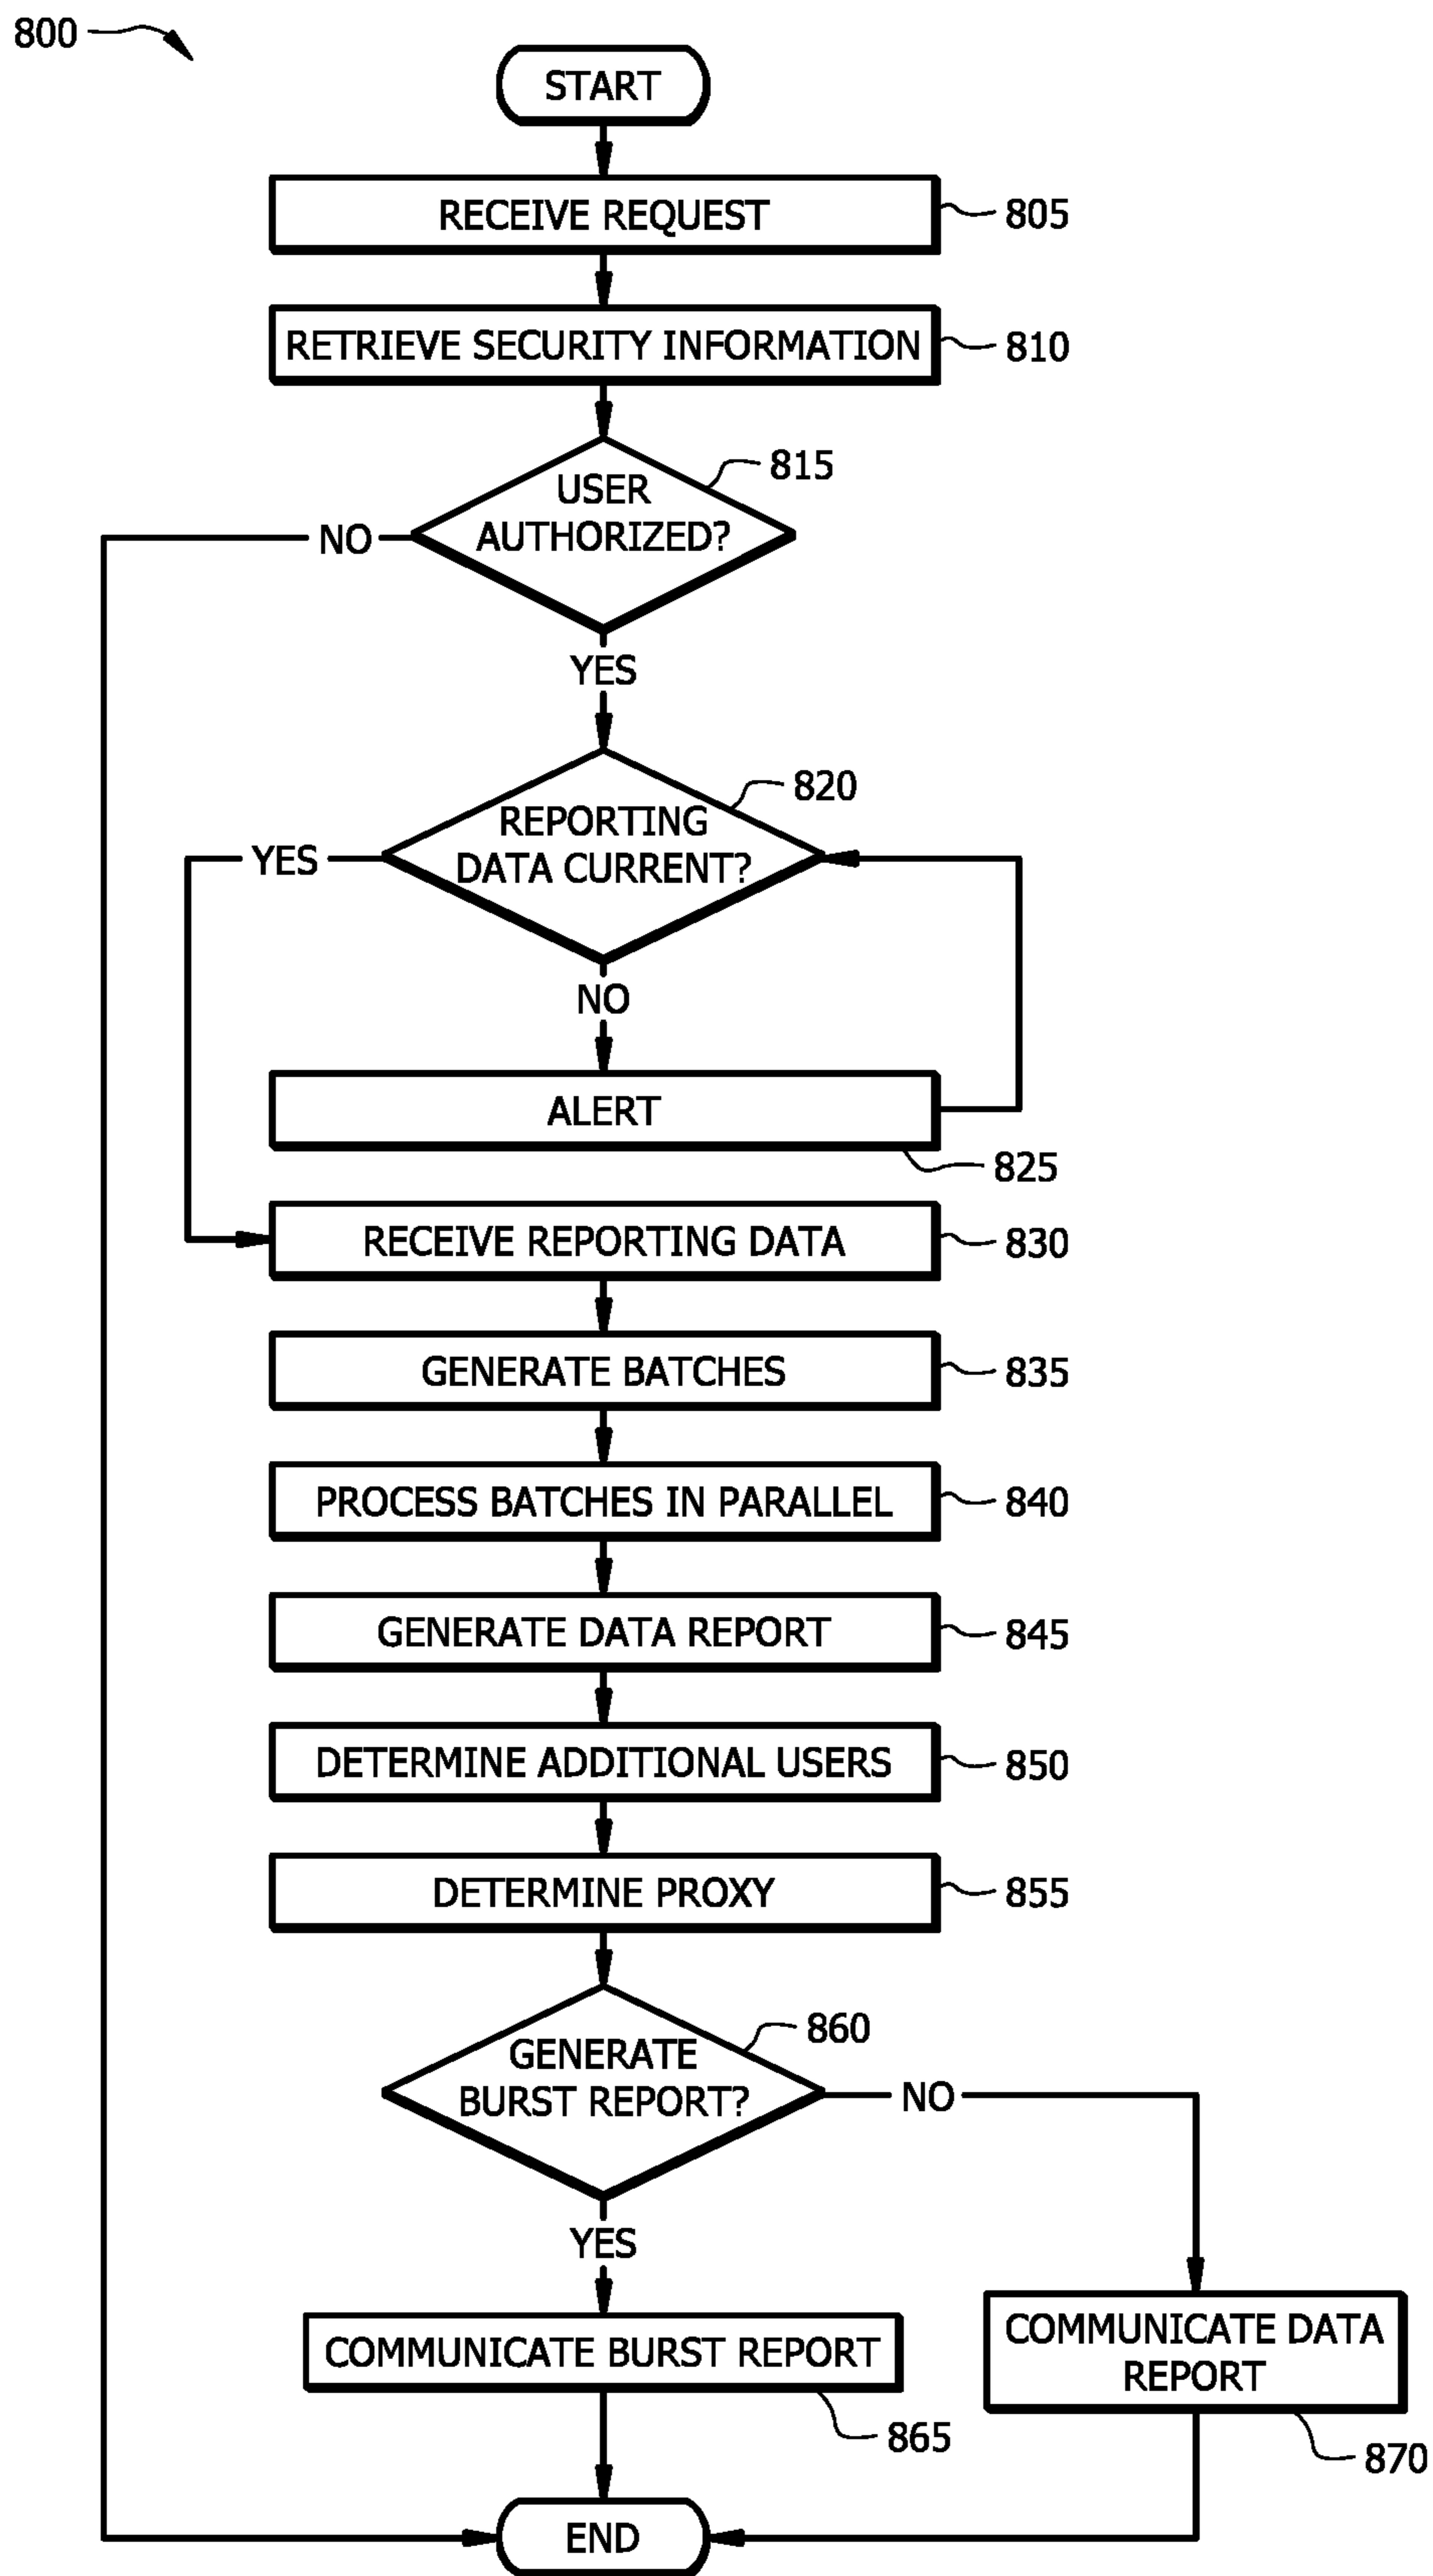 800
START
RECEIVE REQUEST
805
RETRIEVE SECURITY INFORMATION
810
815
USER
AUTHORIZED?
NO
YES
820
REPORTING
DATA CURRENT?
YES
NO
ALERT
825
RECEIVE REPORTING DATA
830
GENERATE BATCHES
835
PROCESS BATCHES IN PARALLEL
840
GENERATE DATA REPORT
845
DETERMINE ADDITIONAL USERS
850
DETERMINE PROXY
855
860
GENERATE
BURST REPORT?
NO
YES
COMMUNICATE BURST REPORT
865
COMMUNICATE DATA
REPORT
870
END